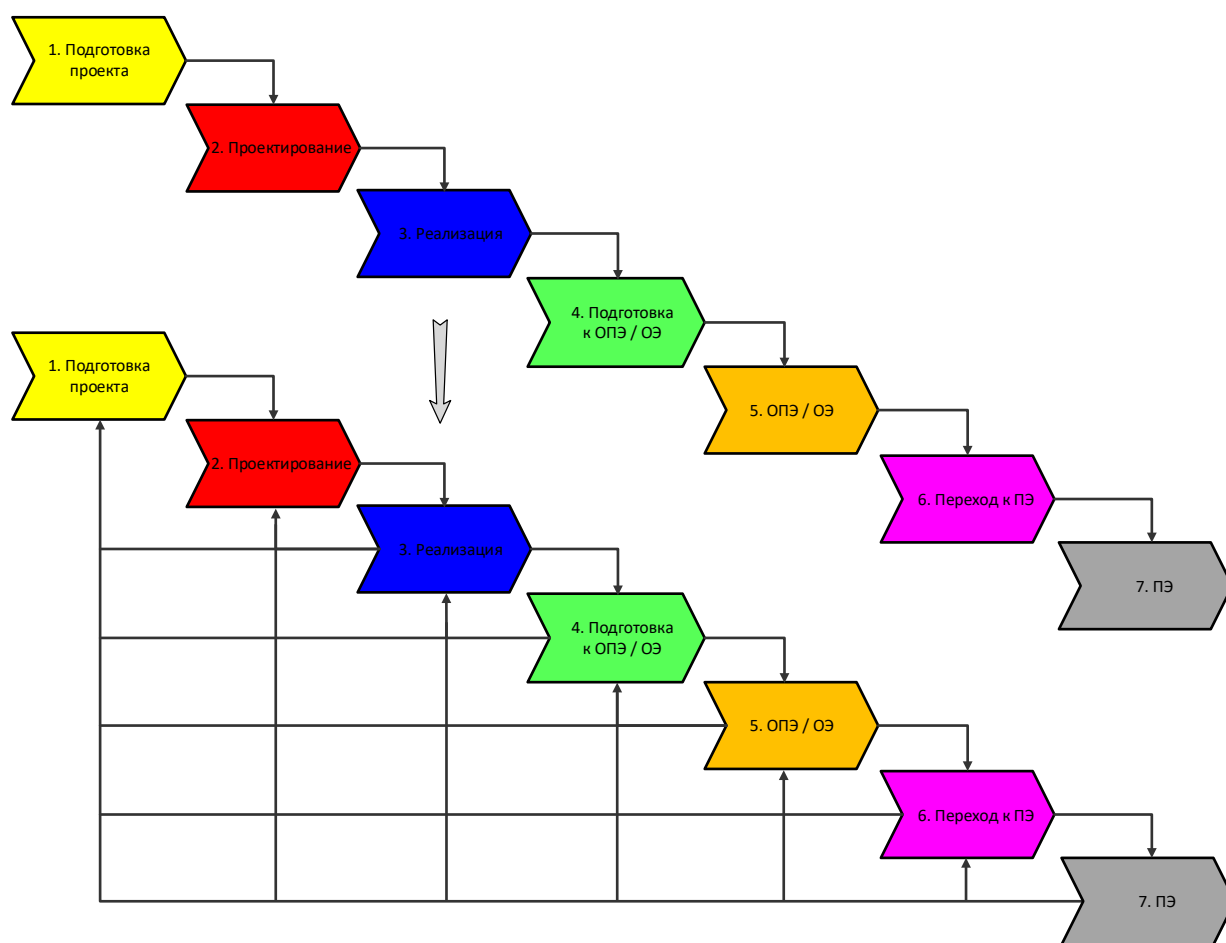 1. Подготовка
проекта
2. Проектирование
3. Реализация
4. Подготовка
к ОПЭ / ОЭ
5. ОПЭ / ОЭ
6. Переход к ПЭ
7. ПЭ
1. Подготовка
проекта
2. Проектирование
3. Реализация
4. Подготовка
к ОПЭ / ОЭ
5. ОПЭ / ОЭ
6. Переход к ПЭ
7. ПЭ